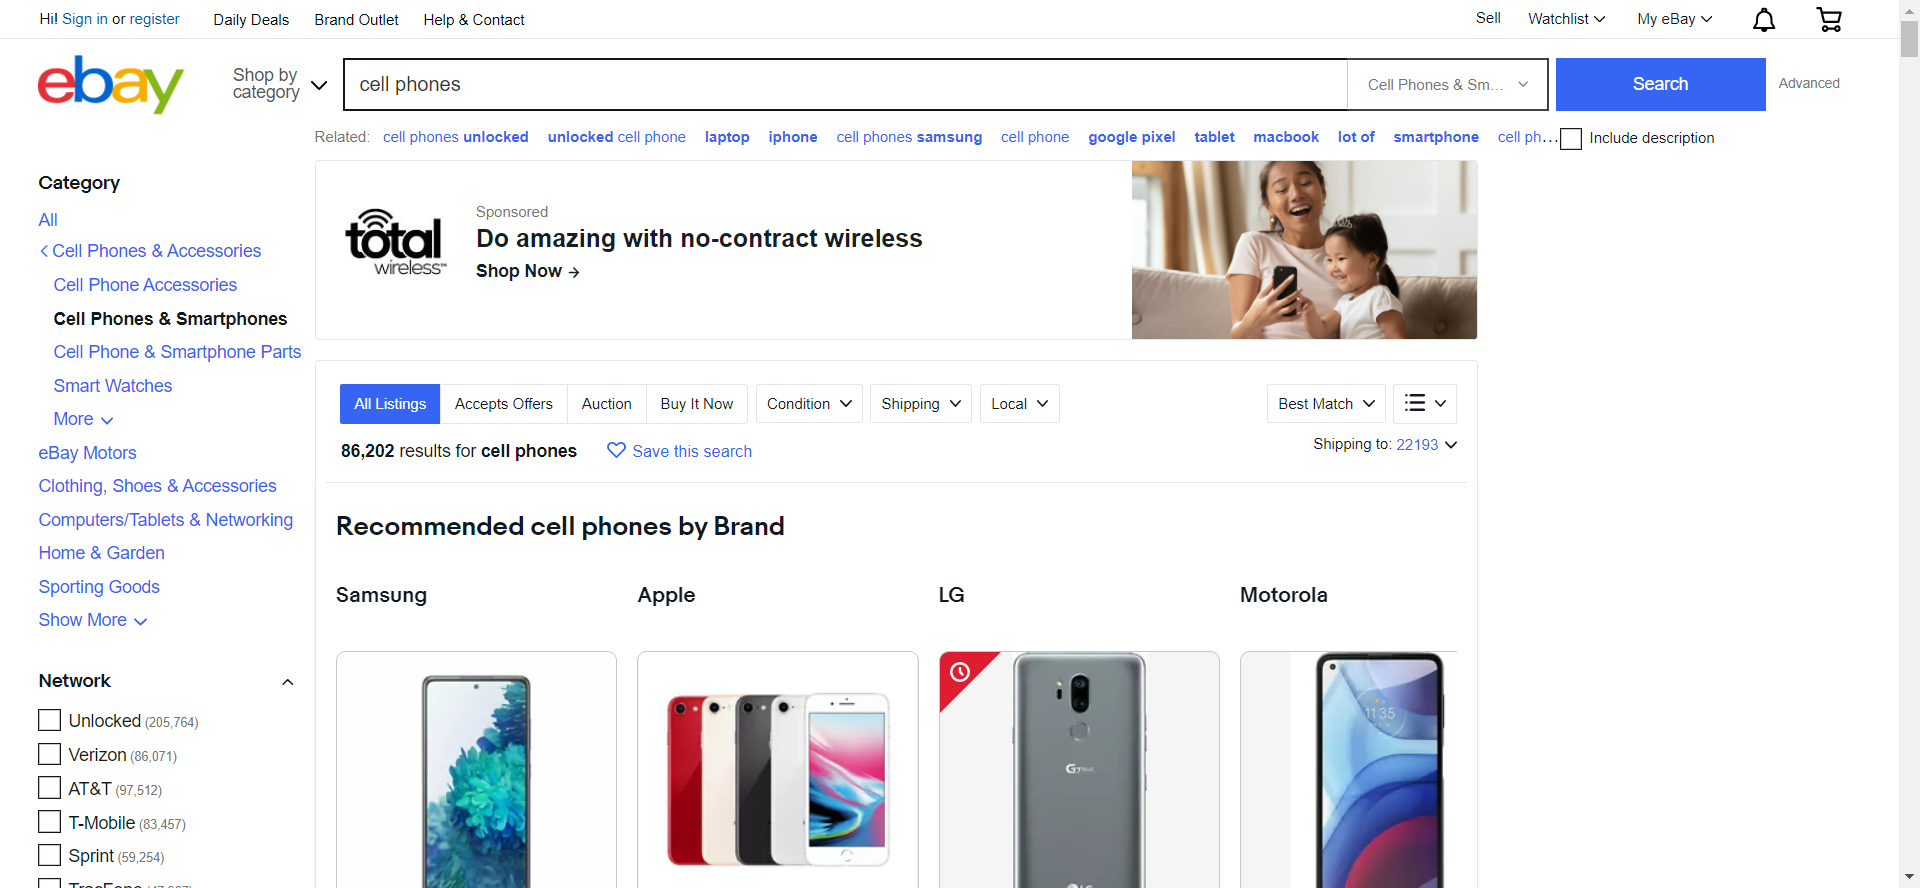 Hi! Sign in or register Daily Deals Brand Outlet Help & Contact Sell Watchlist My eBay
ebay Shop by category cell phones Cell Phones & Sm... Search Advanced
Related: cell phones unlocked unlocked cell phone laptop iphone cell phones samsung cell phone google pixel tablet macbook lot of smartphone cell ph... Include description
Category
All
Cell Phones & Accessories
Cell Phone Accessories
Cell Phones & Smartphones
Cell Phone & Smartphone Parts
Smart Watches
More
eBay Motors
Clothing, Shoes & Accessories
Computers/Tablets & Networking
Home & Garden
Sporting Goods
Show More
Network
Unlocked (205,764)
Verizon (86,071)
AT&T (97,512)
T-Mobile (83,457)
Sprint (59,254)
total wireless
Sponsored
Do amazing with no-contract wireless
Shop Now
All Listings Accepts Offers Auction Buy It Now Condition Shipping Local Best Match
86,202 results for cell phones Save this search Shipping to: 22193
Recommended cell phones by Brand
Samsung Apple LG Motorola
11:35
G7
LG